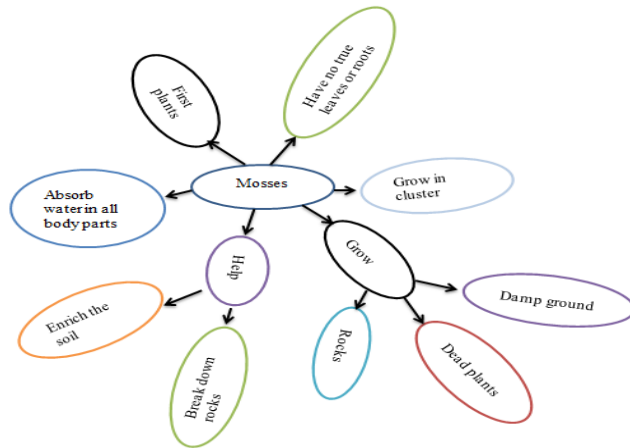 First
plants
Have no true
leaves or roots
Mosses
Absorb
water in all
body parts
Grow in
cluster
Help
Grow
Enrich the
soil
Break down
rocks
Rocks
Dead plants
Damp ground